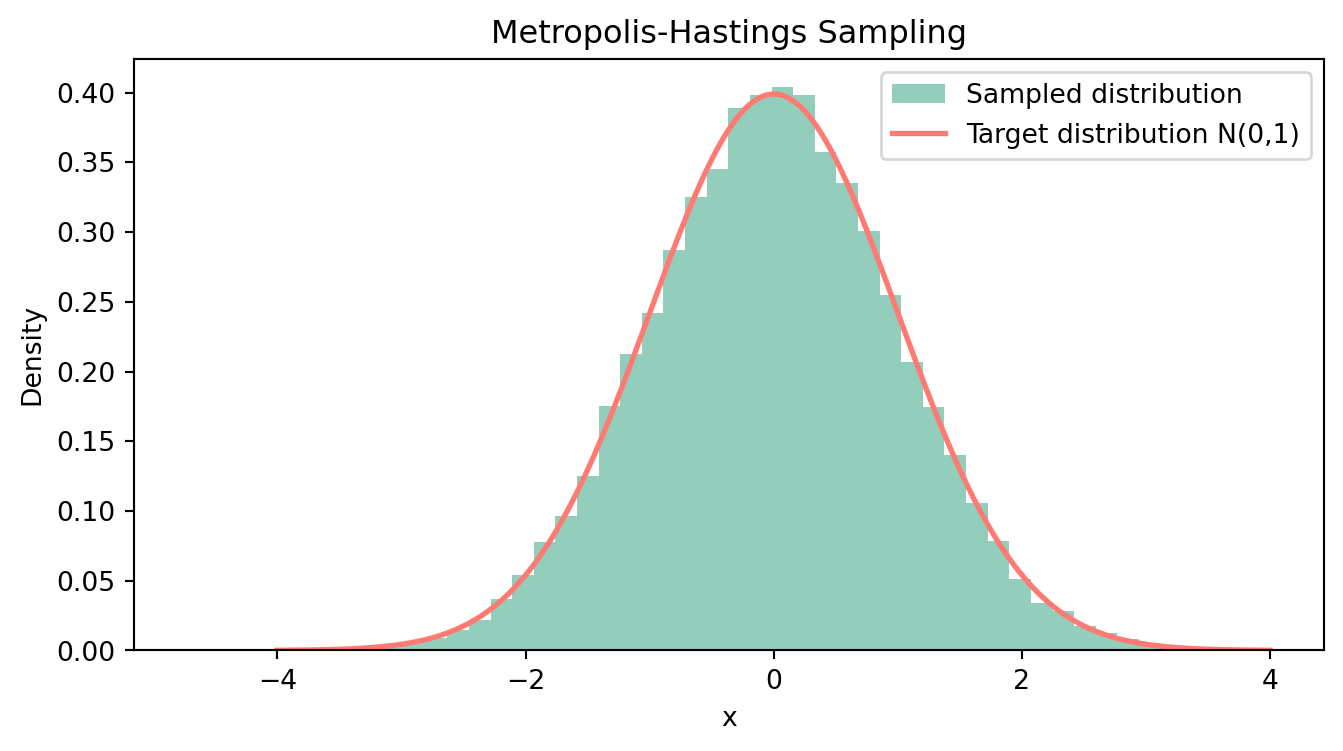 Metropolis-Hastings Sampling
Sampled distribution
Target distribution N(0,1)
Density
0.40
0.35
0.30
0.25
0.20
0.15
0.10
0.05
0.00
−4
−2
0
2
4
x